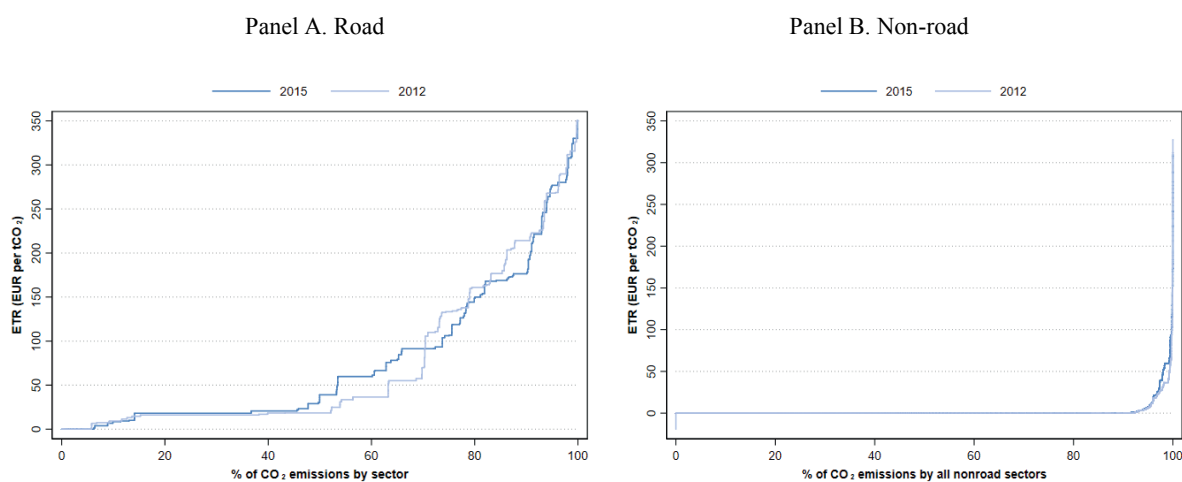 Panel A. Road
2015 2012
ETR (EUR per tCO₂)
350
300
250
200
150
100
50
0
0 20 40 60 80 100
% of CO₂ emissions by sector
Panel B. Non-road
2015 2012
ETR (EUR per tCO₂)
350
300
250
200
150
100
50
0
0 20 40 60 80 100
% of CO₂ emissions by all nonroad sectors